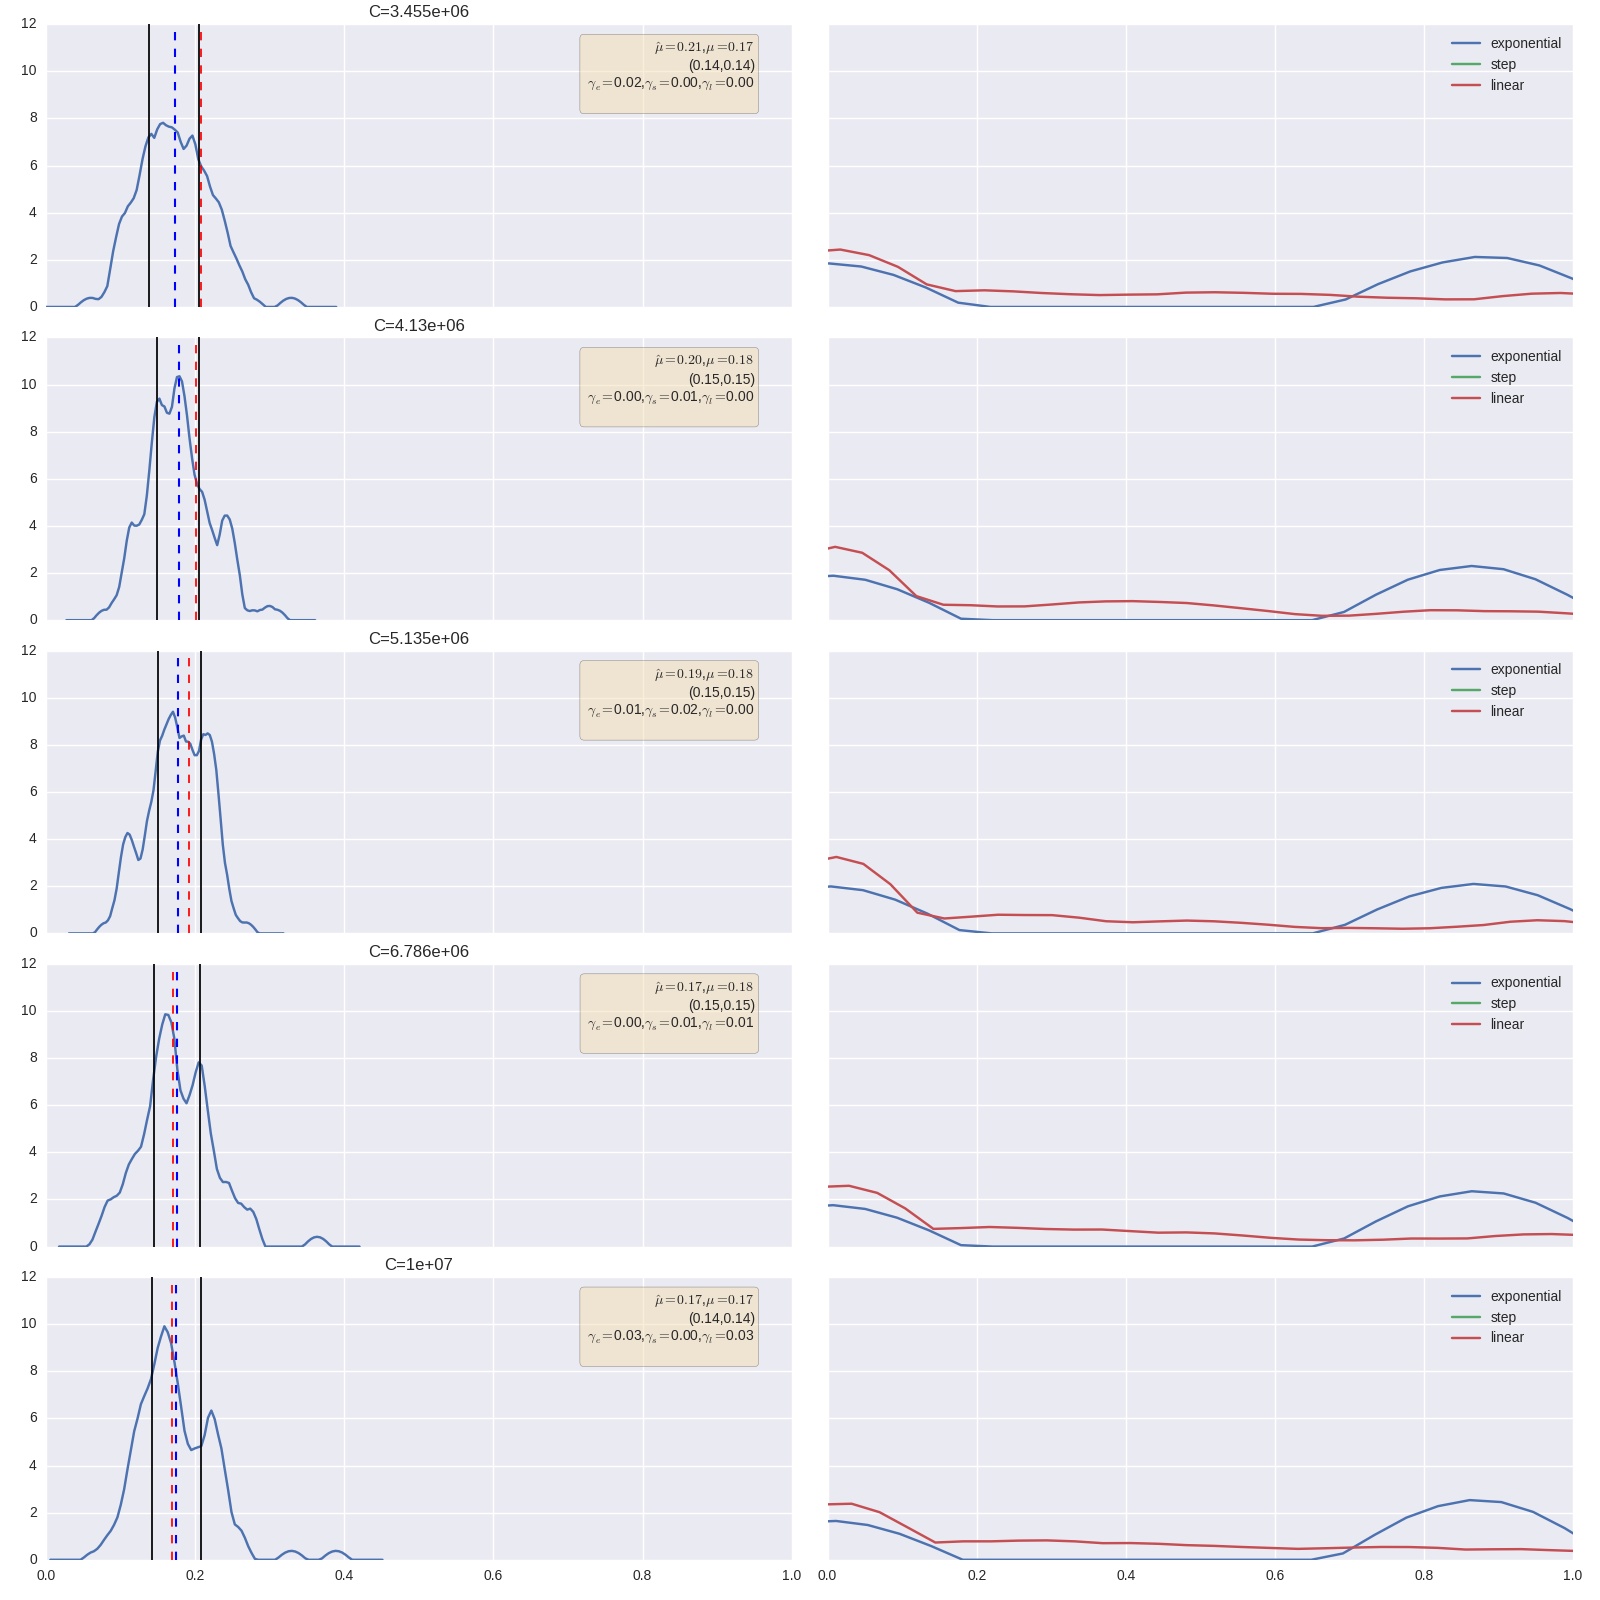 C=3.455e+06
12
10
8
6
4
2
0
μ̂=0.21,μ=0.17
(0.14,0.14)
γₑ=0.02,γₛ=0.00,γₗ=0.00
exponential
step
linear
C=4.13e+06
12
10
8
6
4
2
0
μ̂=0.20,μ=0.18
(0.15,0.15)
γₑ=0.00,γₛ=0.01,γₗ=0.00
exponential
step
linear
C=5.135e+06
12
10
8
6
4
2
0
μ̂=0.19,μ=0.18
(0.15,0.15)
γₑ=0.01,γₛ=0.02,γₗ=0.00
exponential
step
linear
C=6.786e+06
12
10
8
6
4
2
0
μ̂=0.17,μ=0.18
(0.15,0.15)
γₑ=0.00,γₛ=0.01,γₗ=0.01
exponential
step
linear
C=1e+07
12
10
8
6
4
2
0
μ̂=0.17,μ=0.17
(0.14,0.14)
γₑ=0.03,γₛ=0.00,γₗ=0.03
exponential
step
linear
0.0 0.2 0.4 0.6 0.8 1.0
0.0 0.2 0.4 0.6 0.8 1.0